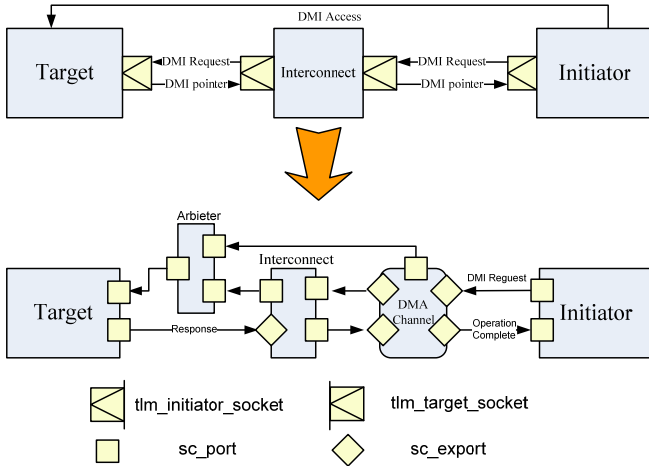 DMI Access
Target
DMI Request
DMI pointer
Interconnect
DMI Request
DMI pointer
Initiator
Arbieter
Interconnect
Target
Response
DMA
Channel
DMI Reguest
Operation
Complete
Initiator
tlm_initiator_socket
tlm_target_socket
sc_port
sc_export